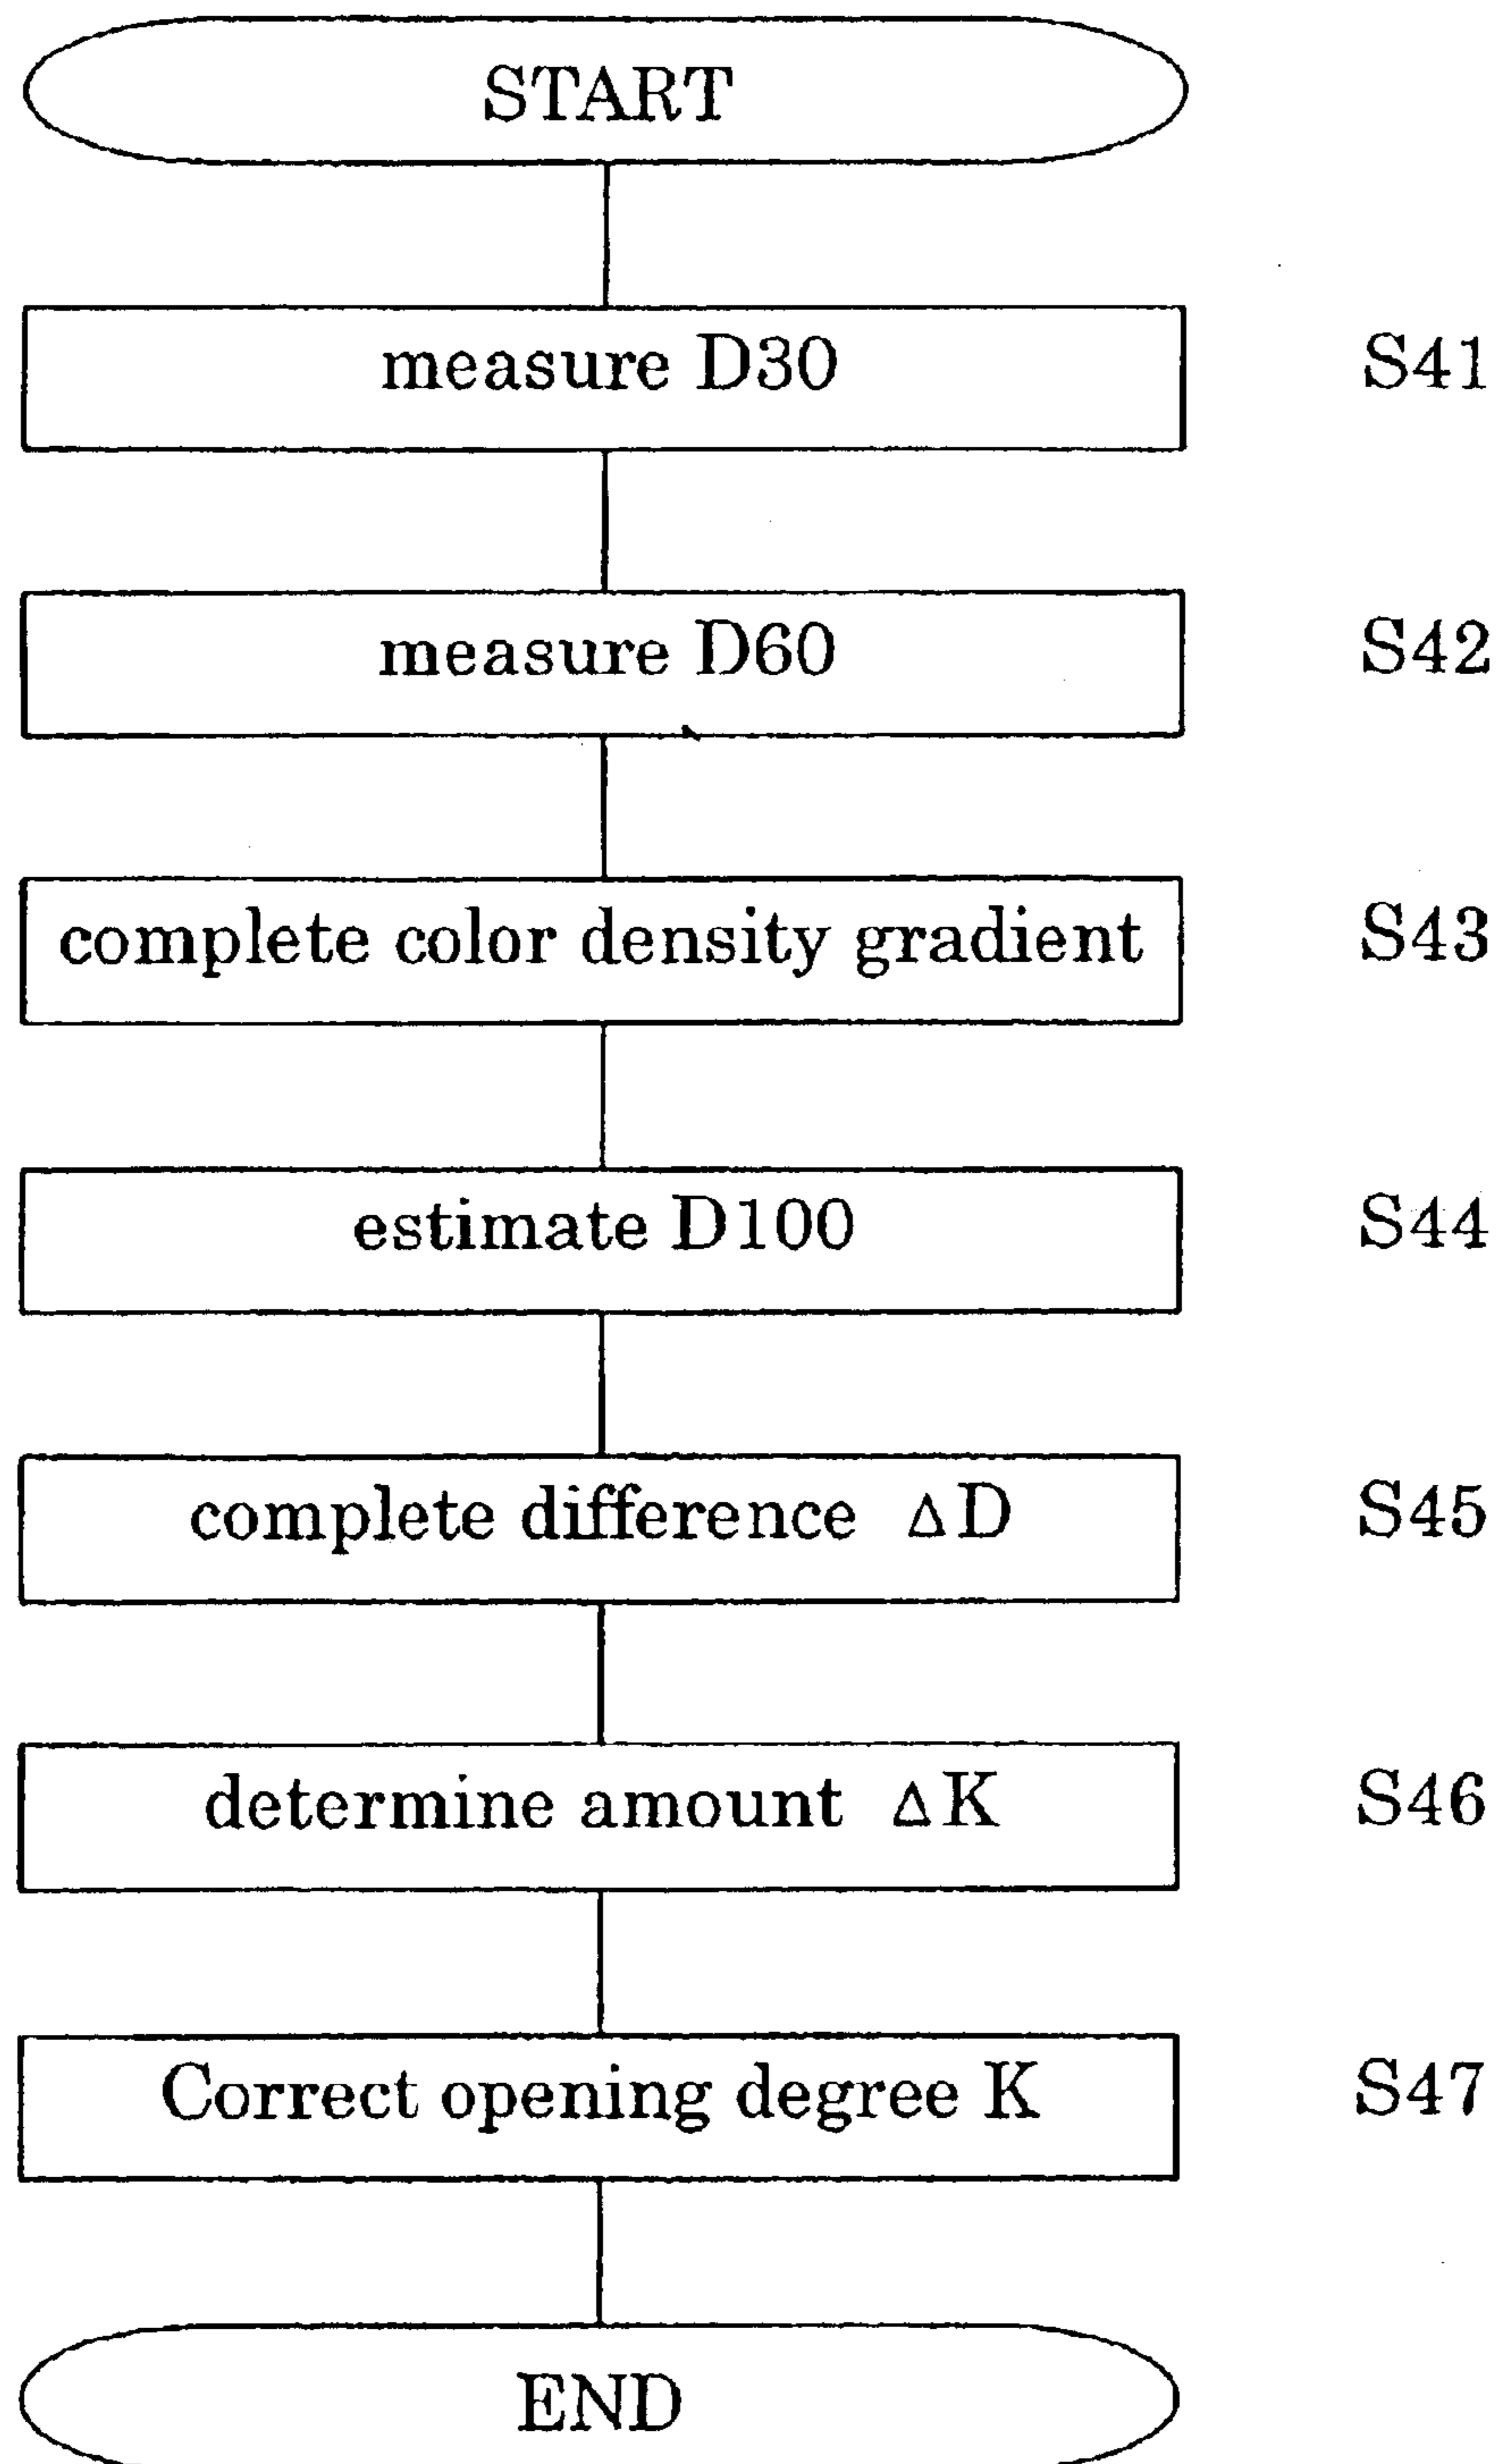 START
measure D30 S41
measure D60 S42
complete color density gradient S43
estimate D100 S44
complete difference ΔD S45
determine amount ΔK S46
Correct opening degree K S47
END